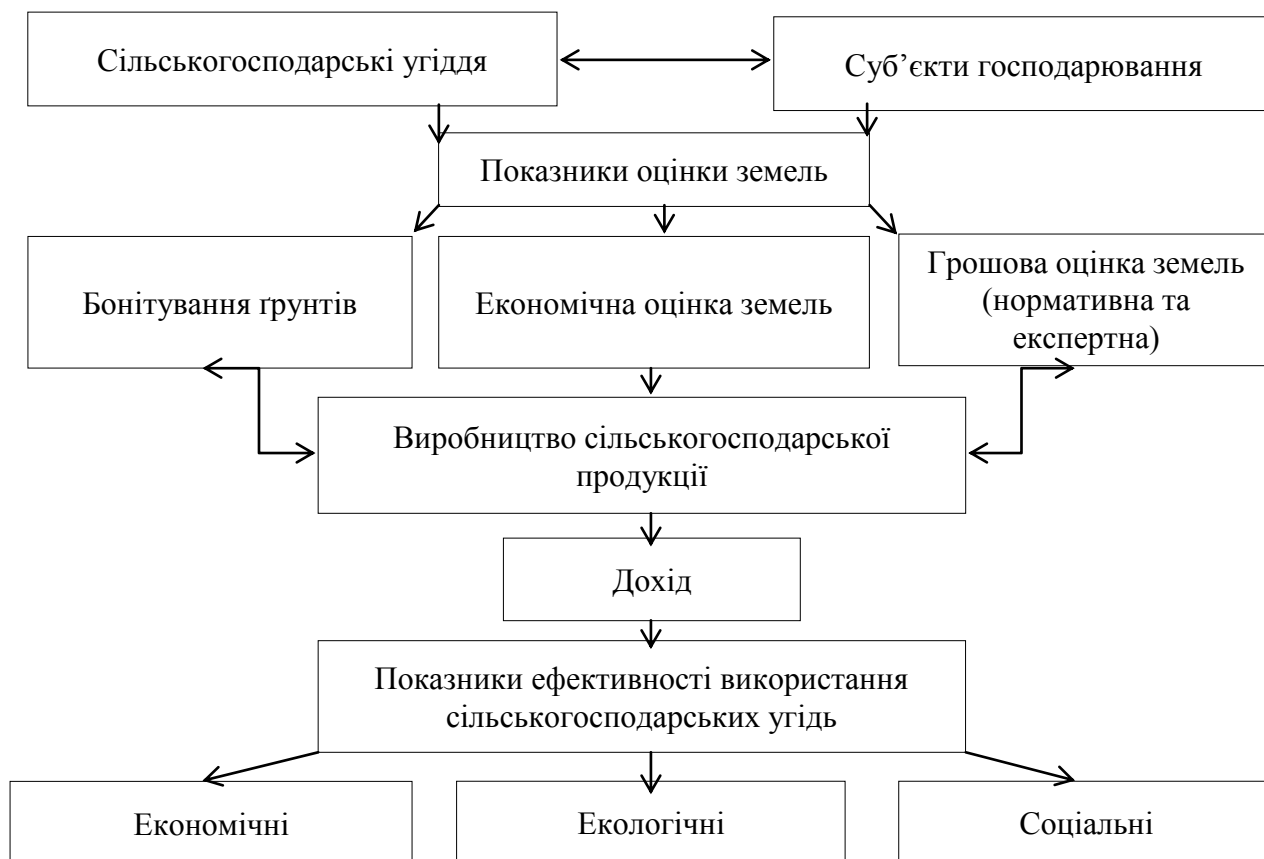 Сільськогосподарські угіддя
Суб’єкти господарювання
Показники оцінки земель
Бонітування ґрунтів
Економічна оцінка земель
Грошова оцінка земель
(нормативна та
експертна)
Виробництво сільськогосподарської
продукції
Дохід
Показники ефективності використання
сільськогосподарських угідь
Економічні
Екологічні
Соціальні